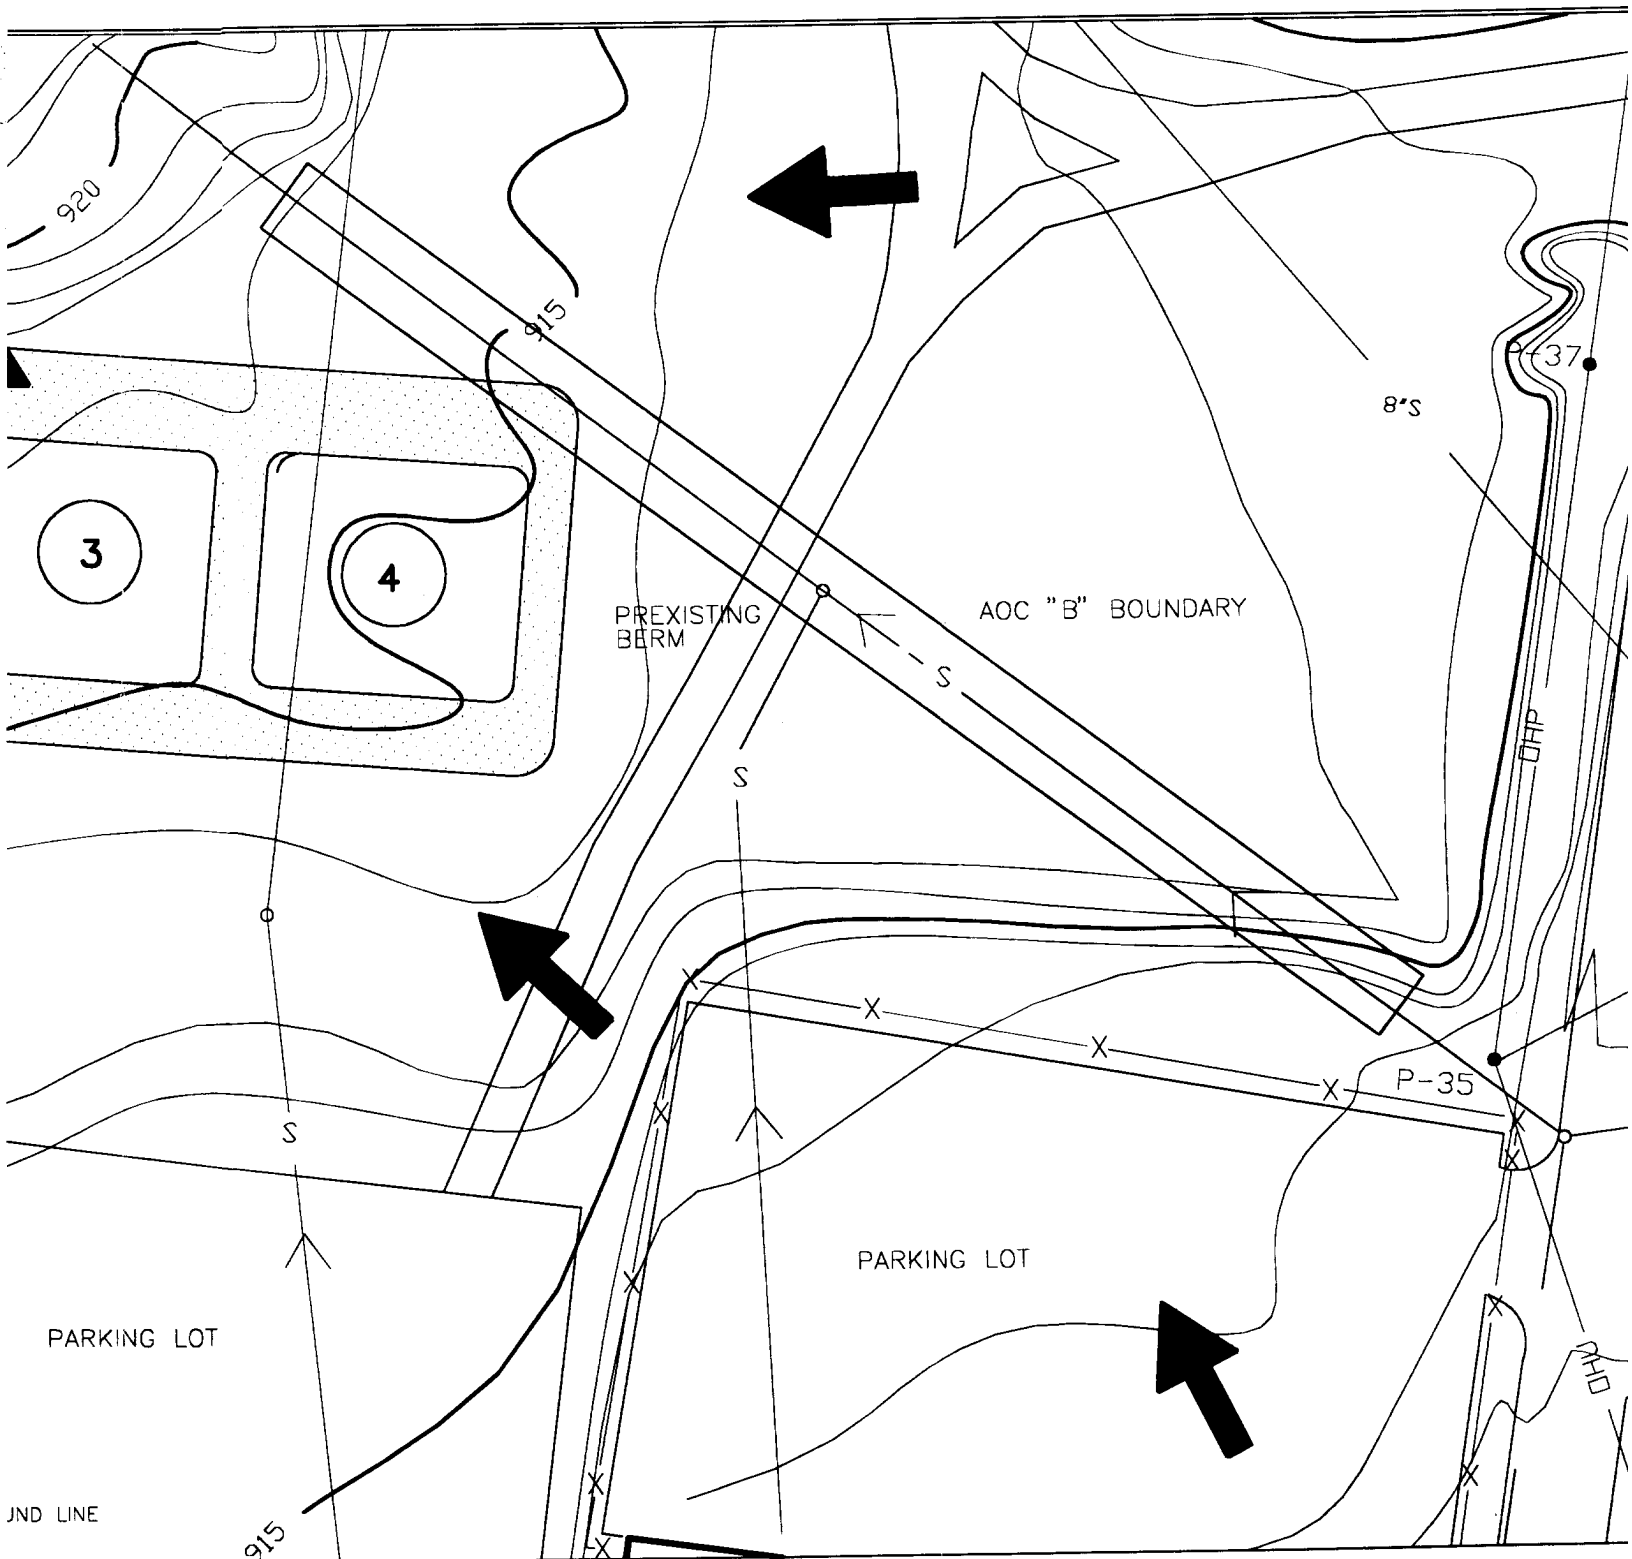 920
915
P-37
8"S
3
4
PREXISTING
BERM
AOC "B" BOUNDARY
S
OHP
S
X
X
X
X
P-35
X
X
S
X
X
PARKING LOT
X
PARKING LOT
OHP
X
X
UND LINE
915
X